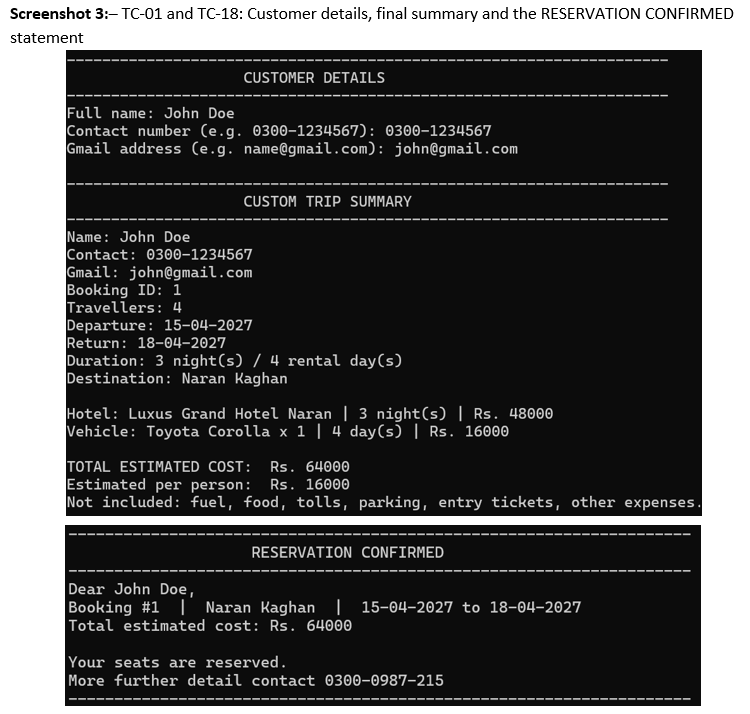 Screenshot 3:– TC-01 and TC-18: Customer details, final summary and the RESERVATION CONFIRMED
statement
CUSTOMER DETAILS
Full name: John Doe
Contact number (e.g. 0300-1234567): 0300-1234567
Gmail address (e.g. name@gmail.com): john@gmail.com
CUSTOM TRIP SUMMARY
Name: John Doe
Contact: 0300-1234567
Gmail: john@gmail.com
Booking ID: 1
Travellers: 4
Departure: 15-04-2027
Return: 18-04-2027
Duration: 3 night(s) / 4 rental day(s)
Destination: Naran Kaghan
Hotel: Luxus Grand Hotel Naran | 3 night(s) | Rs. 48000
Vehicle: Toyota Corolla x 1 | 4 day(s) | Rs. 16000
TOTAL ESTIMATED COST: Rs. 64000
Estimated per person: Rs. 16000
Not included: fuel, food, tolls, parking, entry tickets, other expenses.
RESERVATION CONFIRMED
Dear John Doe,
Booking #1 | Naran Kaghan | 15-04-2027 to 18-04-2027
Total estimated cost: Rs. 64000
Your seats are reserved.
More further detail contact 0300-0987-215